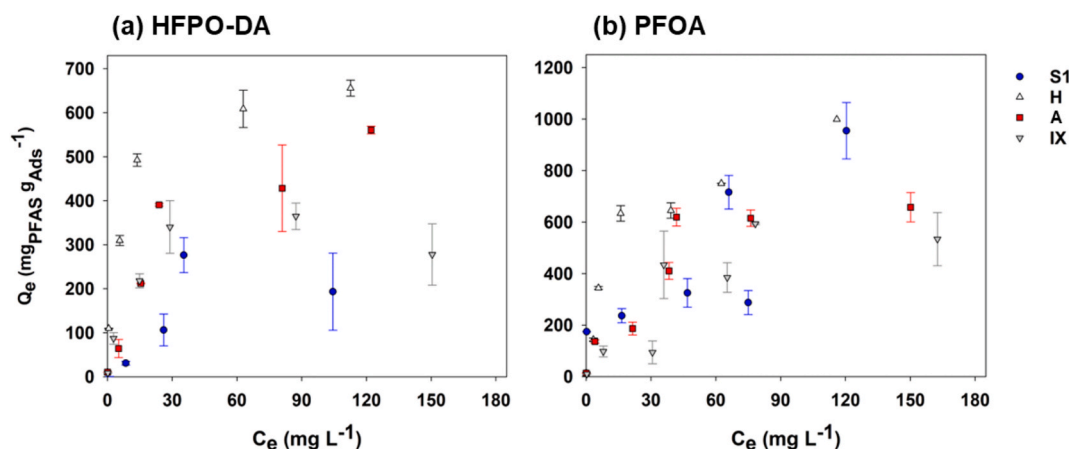 (a) HFPO-DA
(b) PFOA
Qe (mgPFAS gAds-1)
700
600
500
400
300
200
100
0
0 30 60 90 120 150 180
Ce (mg L-1)
1200
1000
800
600
400
200
0
0 30 60 90 120 150 180
Ce (mg L-1)
S1
H
A
IX